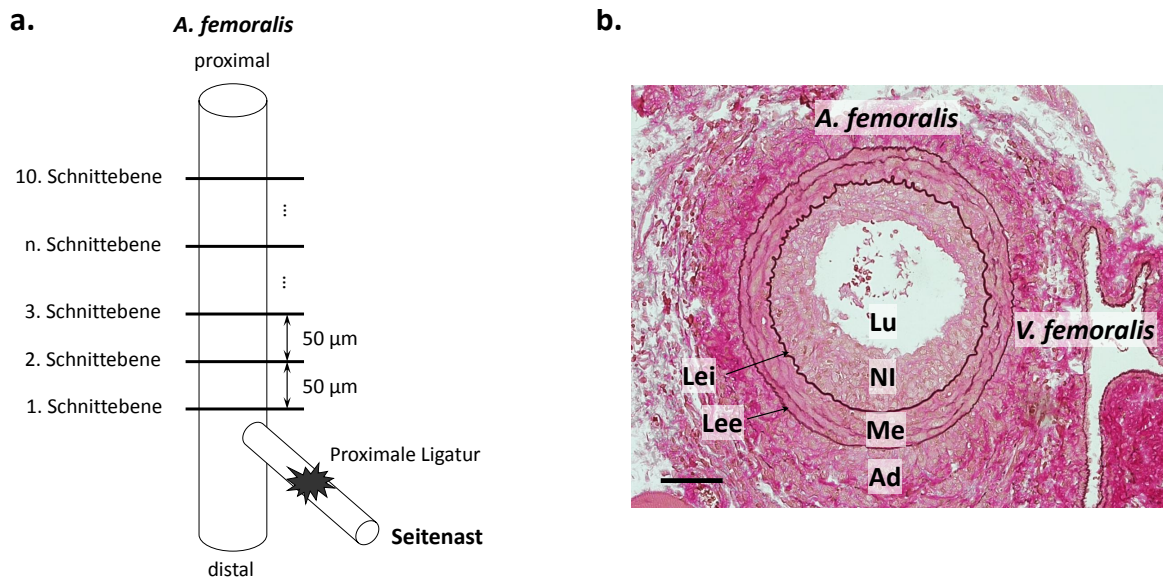 a.
A. femoralis
proximal
10. Schnittebene
...
n. Schnittebene
...
3. Schnittebene
50 µm
2. Schnittebene
50 µm
1. Schnittebene
Proximale Ligatur
Seitenast
distal
b.
A. femoralis
Lu
V. femoralis
Lei
NI
Lee
Me
Ad